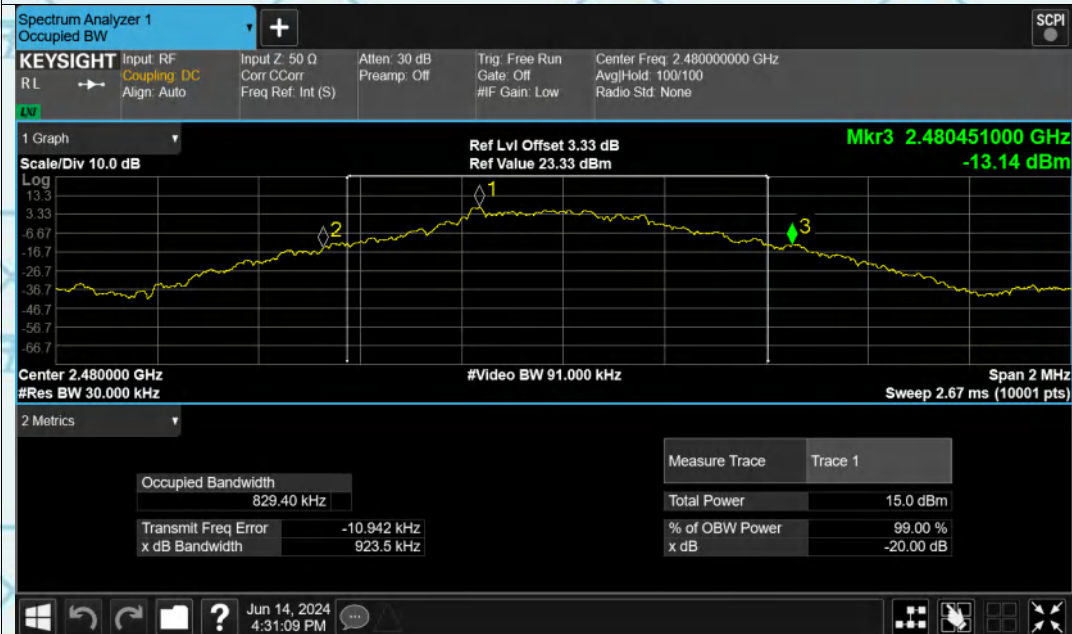 Spectrum Analyzer 1
Occupied BW
+
SCPI
KEYSIGHT
RL
LXI
Input: RF
Coupling: DC
Align: Auto
Input Z: 50 Ω
Corr CCorr
Freq Ref: Int (S)
Atten: 30 dB
Preamp: Off
Trig: Free Run
Gate: Off
#IF Gain: Low
Center Freq: 2.480000000 GHz
Avg|Hold: 100/100
Radio Std: None
1 Graph
Scale/Div 10.0 dB
Ref Lvl Offset 3.33 dB
Ref Value 23.33 dBm
Mkr3 2.480451000 GHz
-13.14 dBm
Log
13.3
3.33
-6.67
-16.7
-26.7
-36.7
-46.7
-56.7
-66.7
1
2
3
Center 2.480000 GHz
#Res BW 30.000 kHz
#Video BW 91.000 kHz
Span 2 MHz
Sweep 2.67 ms (10001 pts)
2 Metrics
Occupied Bandwidth
829.40 kHz
Transmit Freq Error -10.942 kHz
x dB Bandwidth 923.5 kHz
Measure Trace Trace 1
Total Power 15.0 dBm
% of OBW Power 99.00 %
x dB -20.00 dB
?
Jun 14, 2024
4:31:09 PM